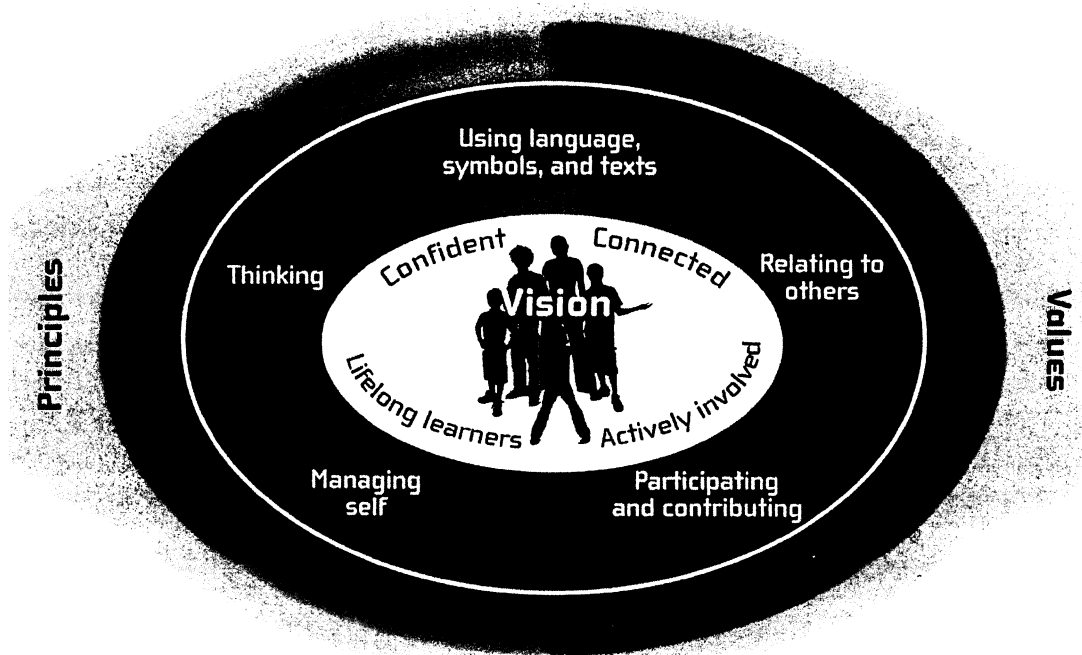 Using language,
symbols, and texts
Thinking
Confident
Connected
Relating to
others
Vision
Principles
Values
Lifelong learners
Actively involved
Managing
self
Participating
and contributing